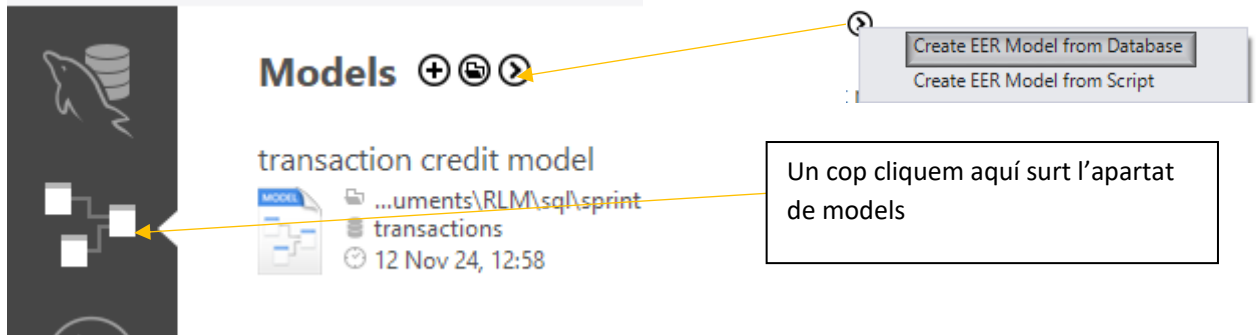 Models
Create EER Model from Database
Create EER Model from Script
transaction credit model
MODEL
...uments\RLM\sql\sprint
transactions
12 Nov 24, 12:58
Un cop cliquem aquí surt l’apartat
de models